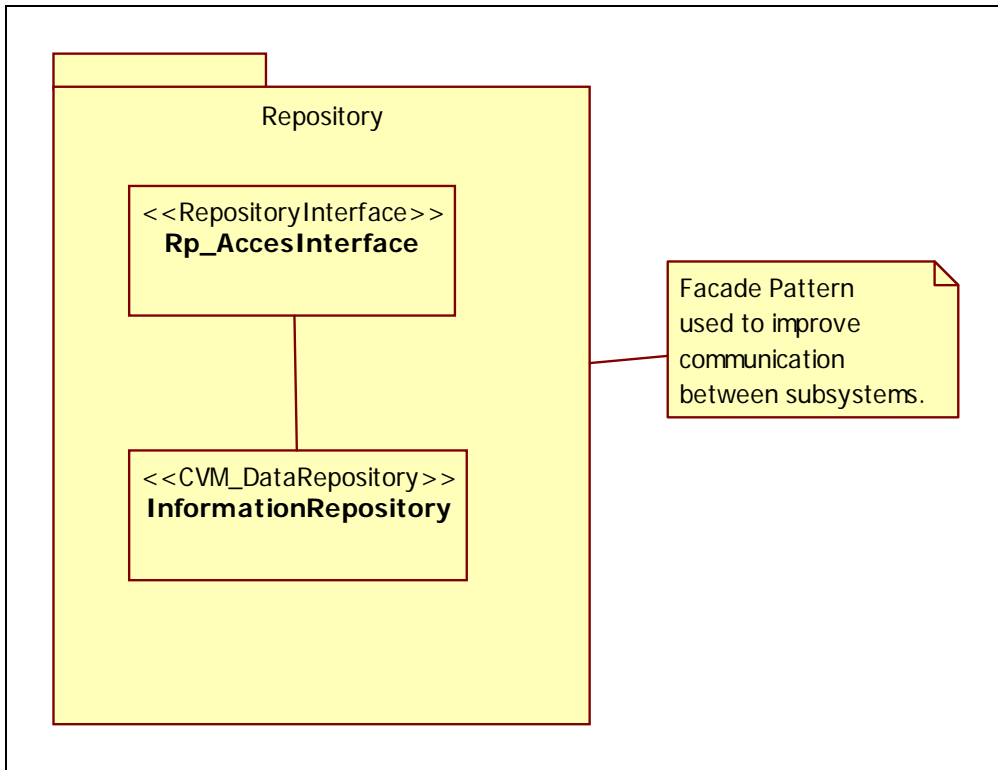 Repository
<<RepositoryInterface>>
Rp_AccesInterface
<<CVM_DataRepository>>
InformationRepository
Facade Pattern
used to improve
communication
between subsystems.